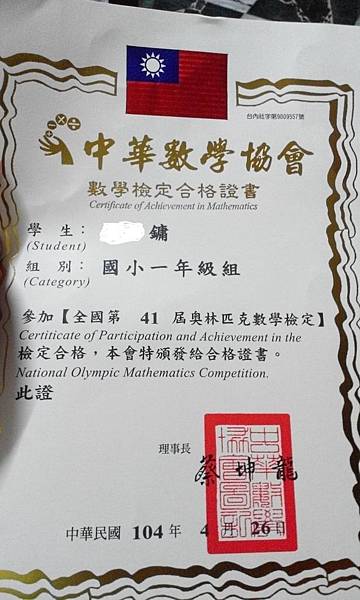 台內社字第9009557號
中華數學協會
數學檢定合格證書
Certificate of Achievement in Mathematics
學 生： 鏞
(Student)
組 別：國小一年級組
(Category)
參加【全國第 41 屆奧林匹克數學檢定】
Certiticate of Participation and Achievement in the
檢定合格，本會特頒發給合格證書。
National Olympic Mathematics Competition.
此證
理事長
蔡坤龍
中華民國 104 年 4 月 26 日